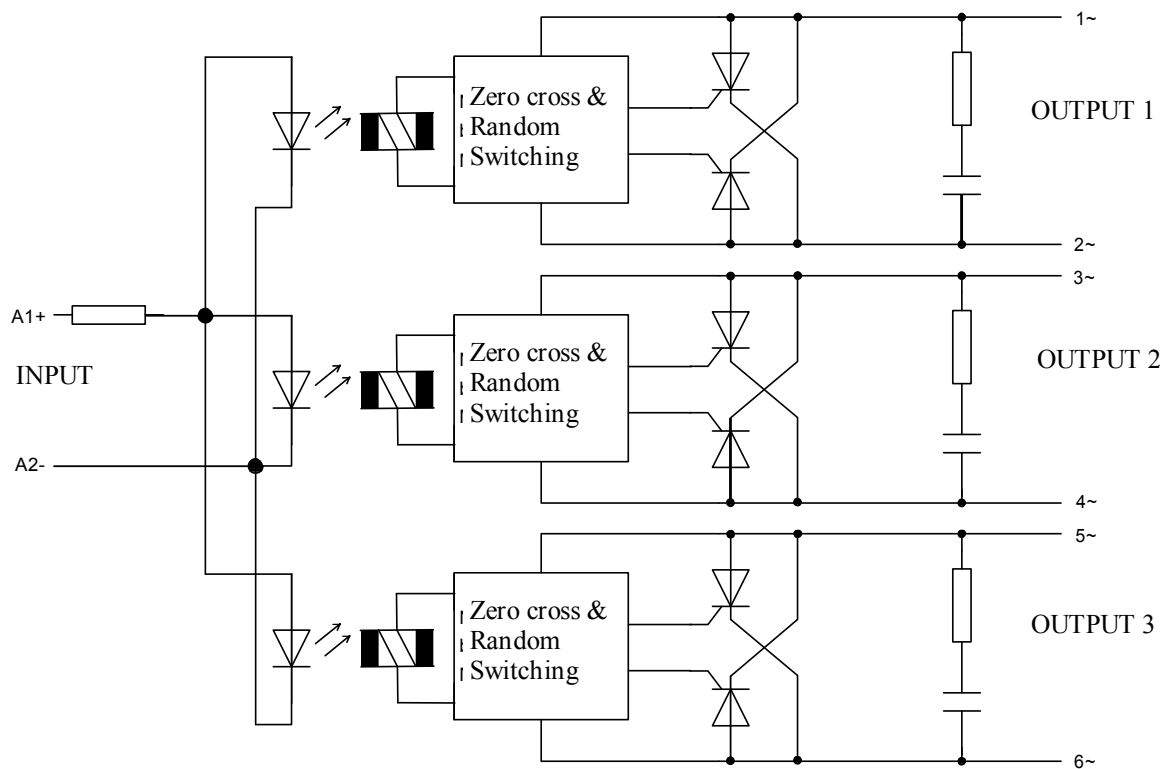 1~
Zero cross &
Random
Switching
OUTPUT 1
2~
3~
A1+
INPUT
Zero cross &
Random
Switching
OUTPUT 2
A2-
4~
5~
Zero cross &
Random
Switching
OUTPUT 3
6~